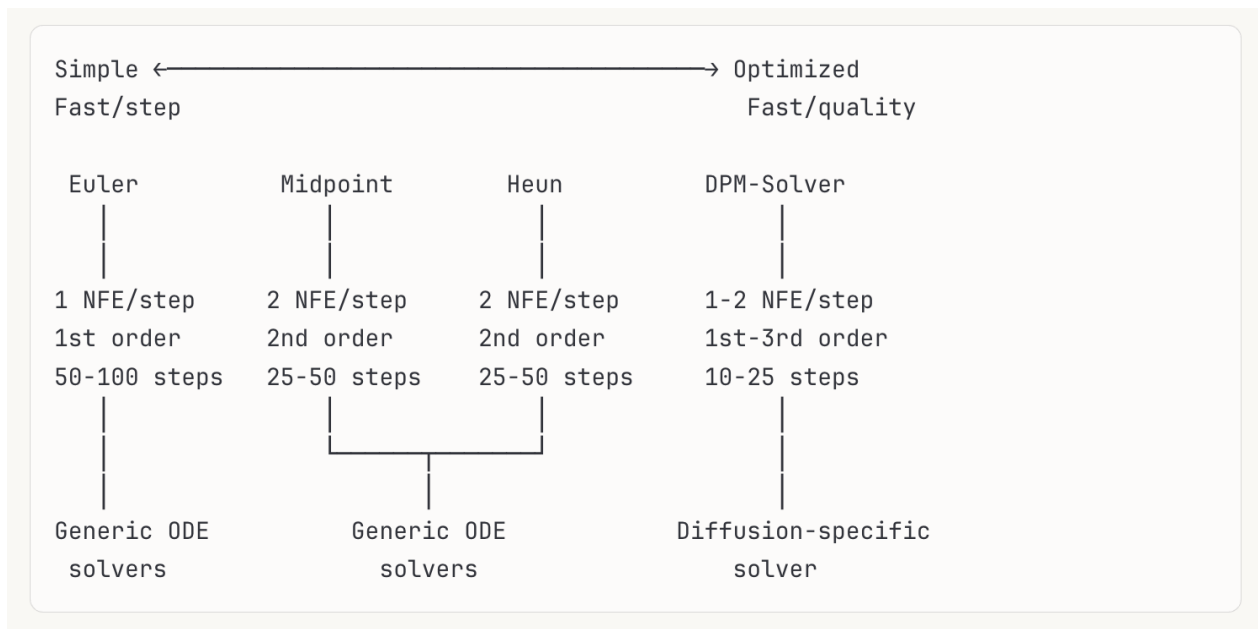 Simple ←→ Optimized
Fast/step Fast/quality
Euler Midpoint Heun DPM-Solver
1 NFE/step 2 NFE/step 2 NFE/step 1-2 NFE/step
1st order 2nd order 2nd order 1st-3rd order
50-100 steps 25-50 steps 25-50 steps 10-25 steps
Generic ODE Generic ODE Diffusion-specific
solvers solvers solver